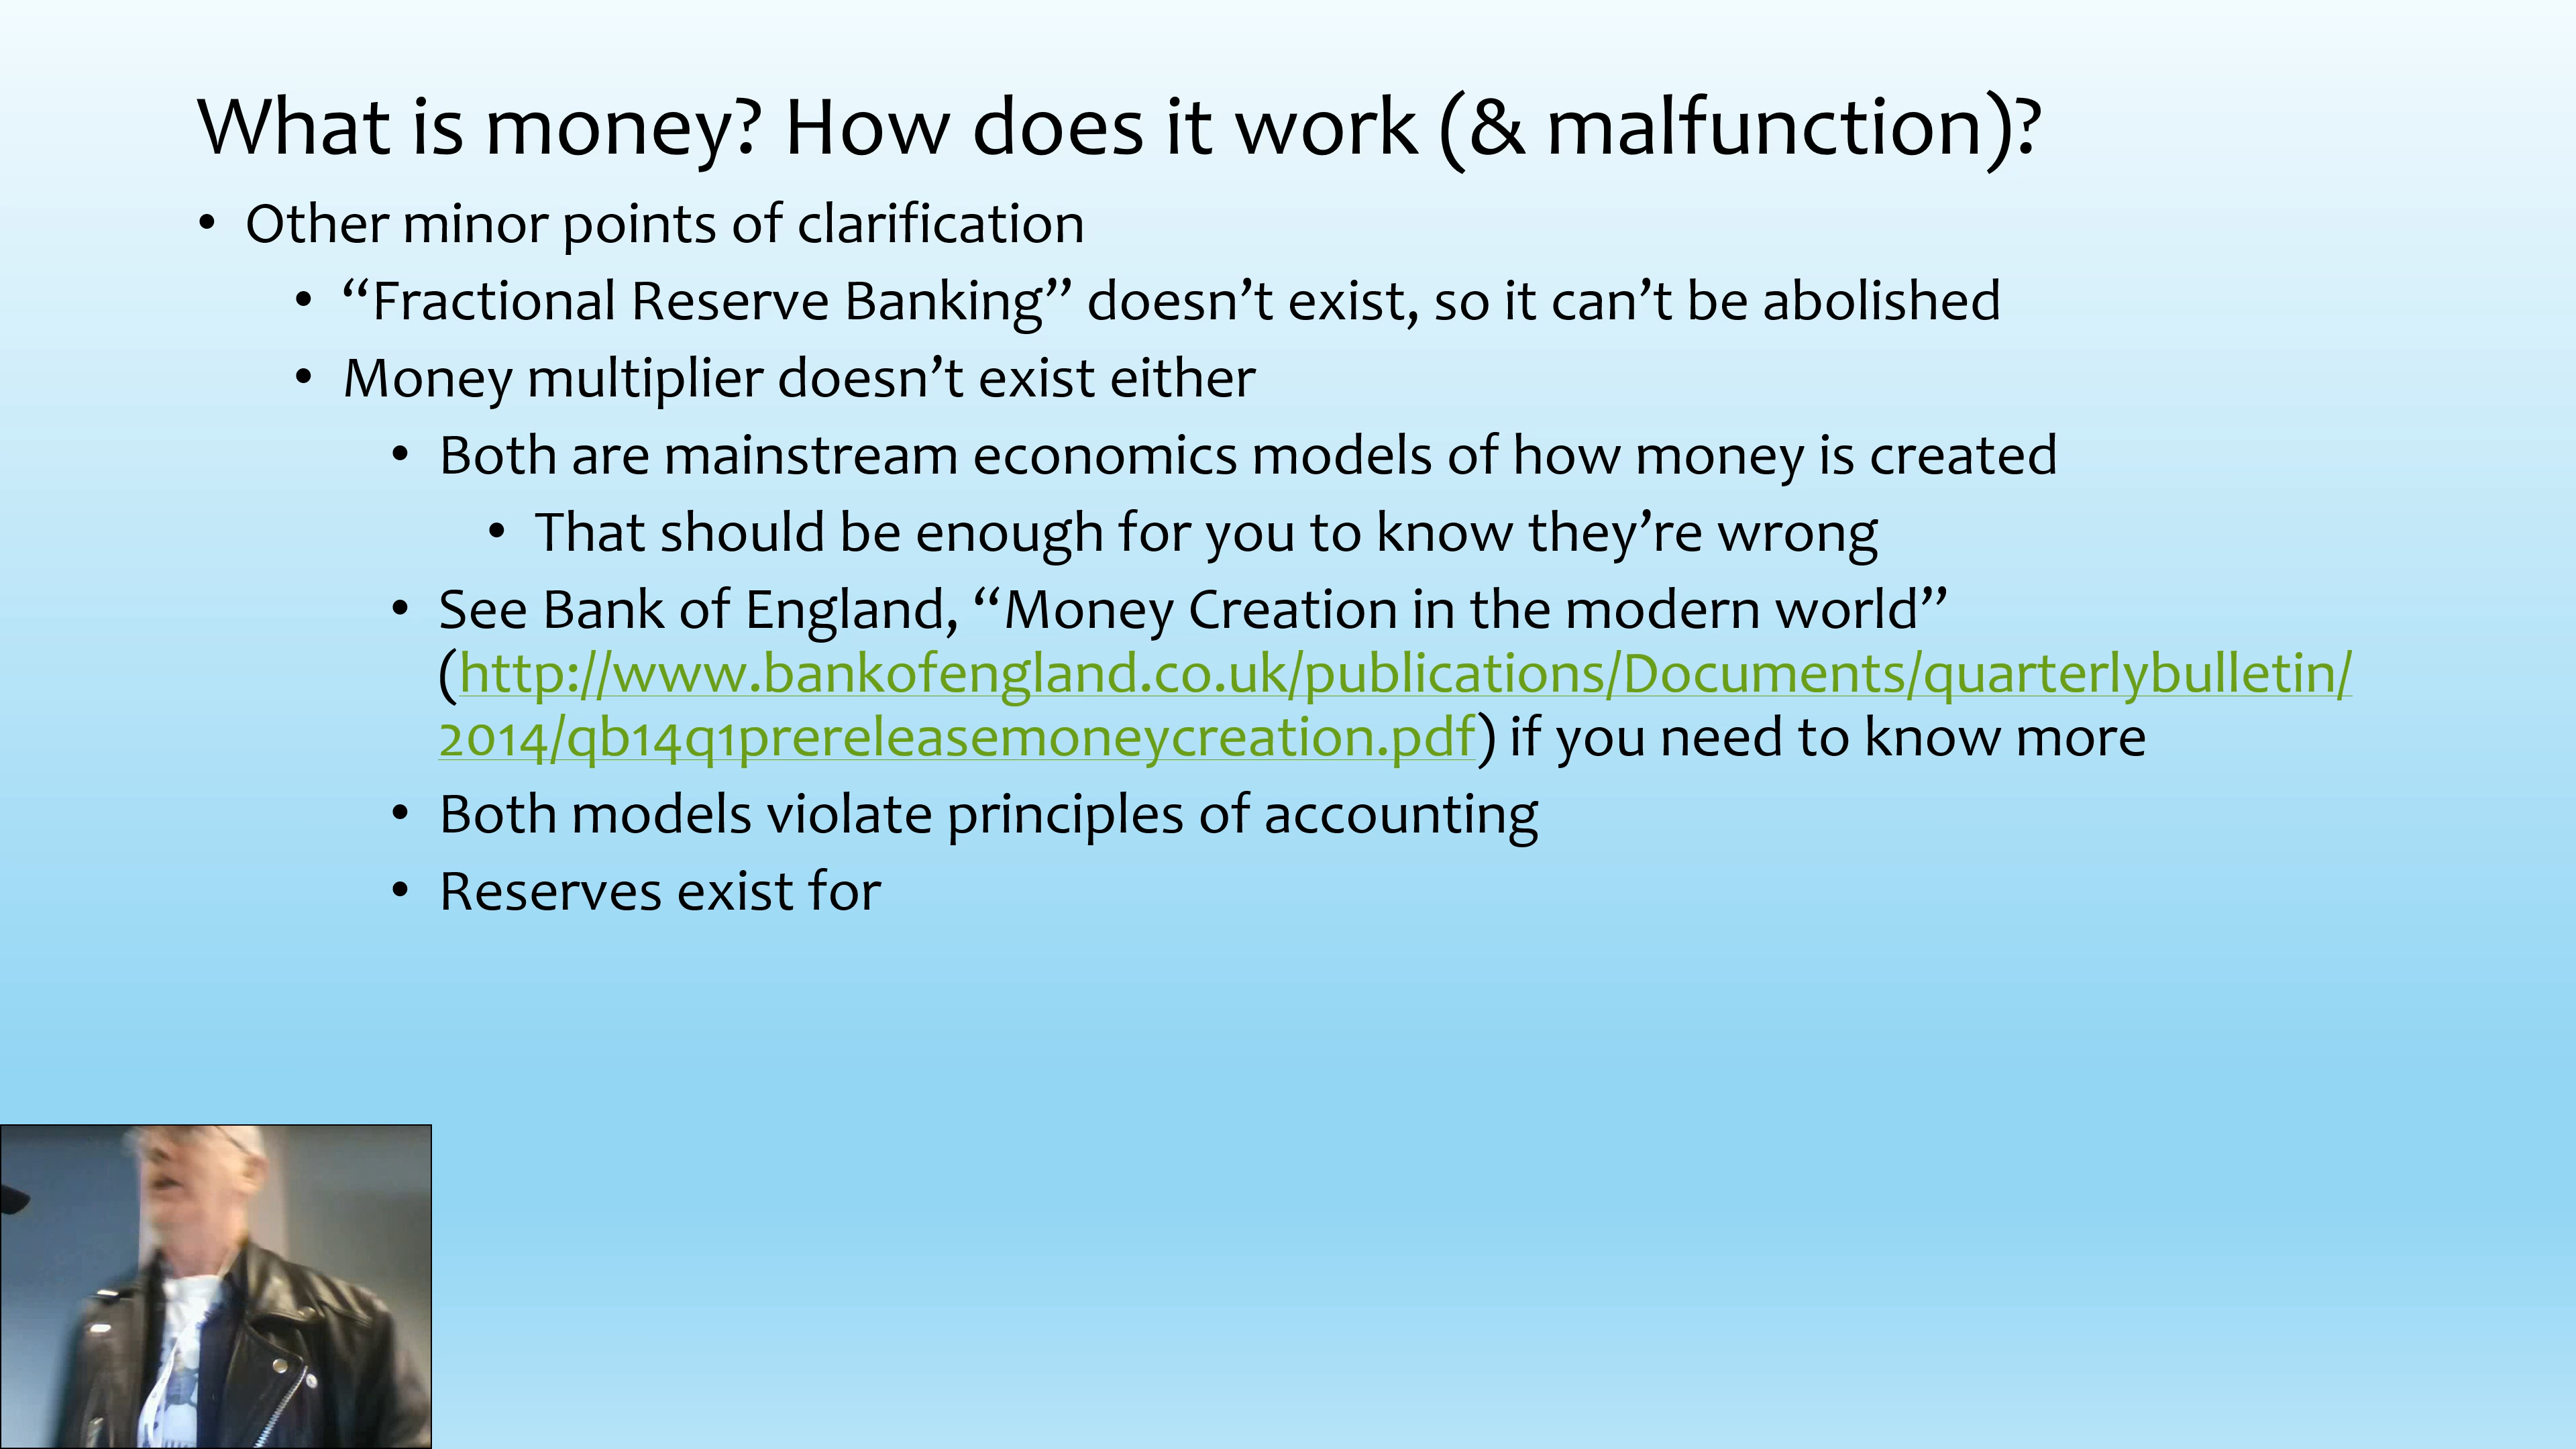 What is money? How does it work (& malfunction)?
• Other minor points of clarification
• “Fractional Reserve Banking” doesn’t exist, so it can’t be abolished
• Money multiplier doesn’t exist either
• Both are mainstream economics models of how money is created
• That should be enough for you to know they’re wrong
• See Bank of England, “Money Creation in the modern world”
(http://www.bankofengland.co.uk/publications/Documents/quarterlybulletin/
2014/qb14q1prereleasemoneycreation.pdf) if you need to know more
• Both models violate principles of accounting
• Reserves exist for